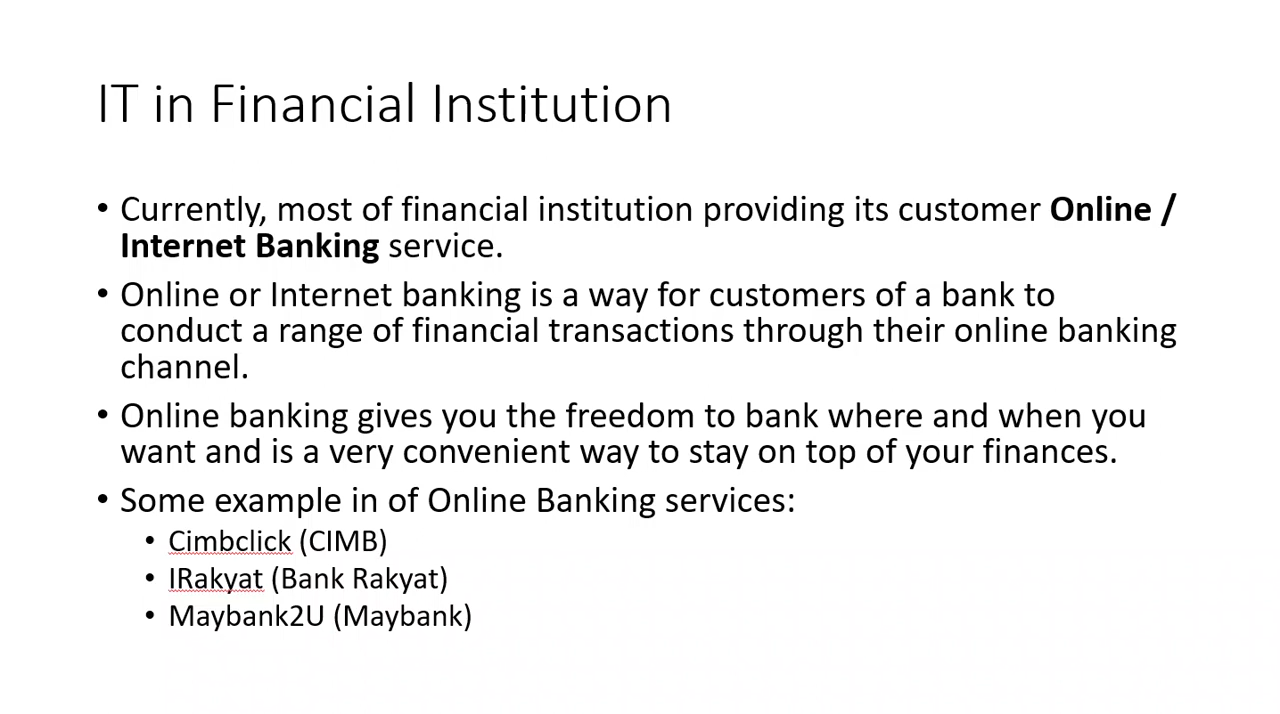 IT in Financial Institution
• Currently, most of financial institution providing its customer Online /
Internet Banking service.
• Online or Internet banking is a way for customers of a bank to
conduct a range of financial transactions through their online banking
channel.
• Online banking gives you the freedom to bank where and when you
want and is a very convenient way to stay on top of your finances.
• Some example in of Online Banking services:
• Cimbclick (CIMB)
• IRakyat (Bank Rakyat)
• Maybank2U (Maybank)